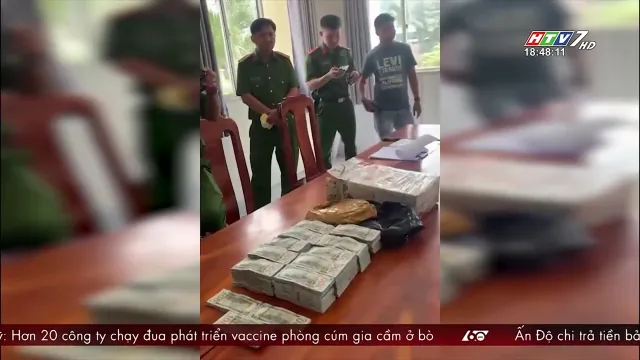 HTV7 HD
18:48:11
LEVI
ỹ: Hơn 20 công ty chạy đua phát triển vaccine phòng cúm gia cầm ở bò
Ấn Độ chi trả tiền bả